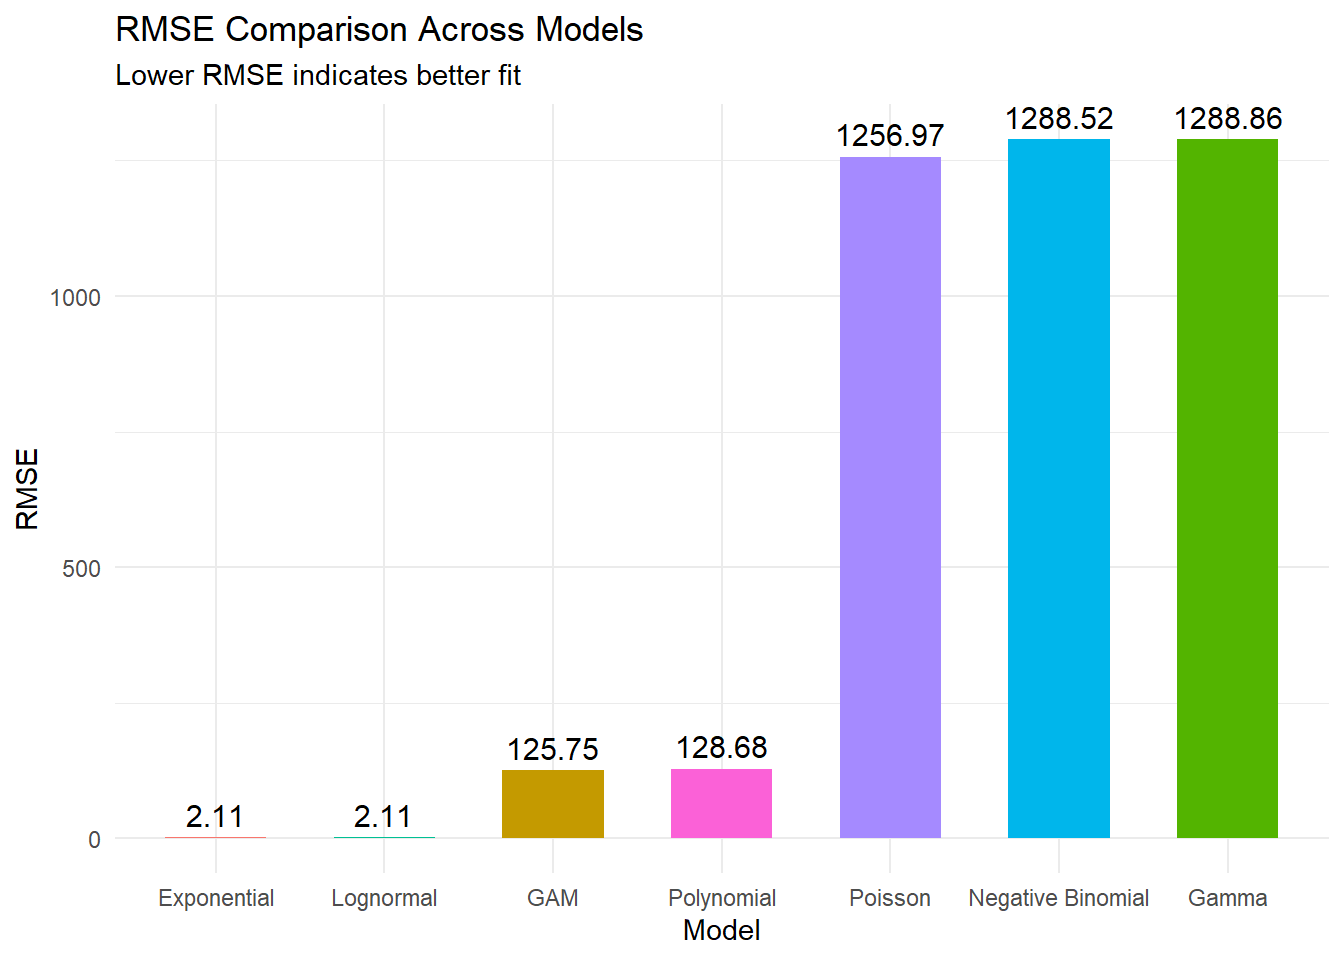 RMSE Comparison Across Models
Lower RMSE indicates better fit
1288.52
1288.86
1256.97
1000
RMSE
500
125.75
128.68
2.11
2.11
0
Exponential
Lognormal
GAM
Polynomial
Poisson
Negative Binomial
Gamma
Model